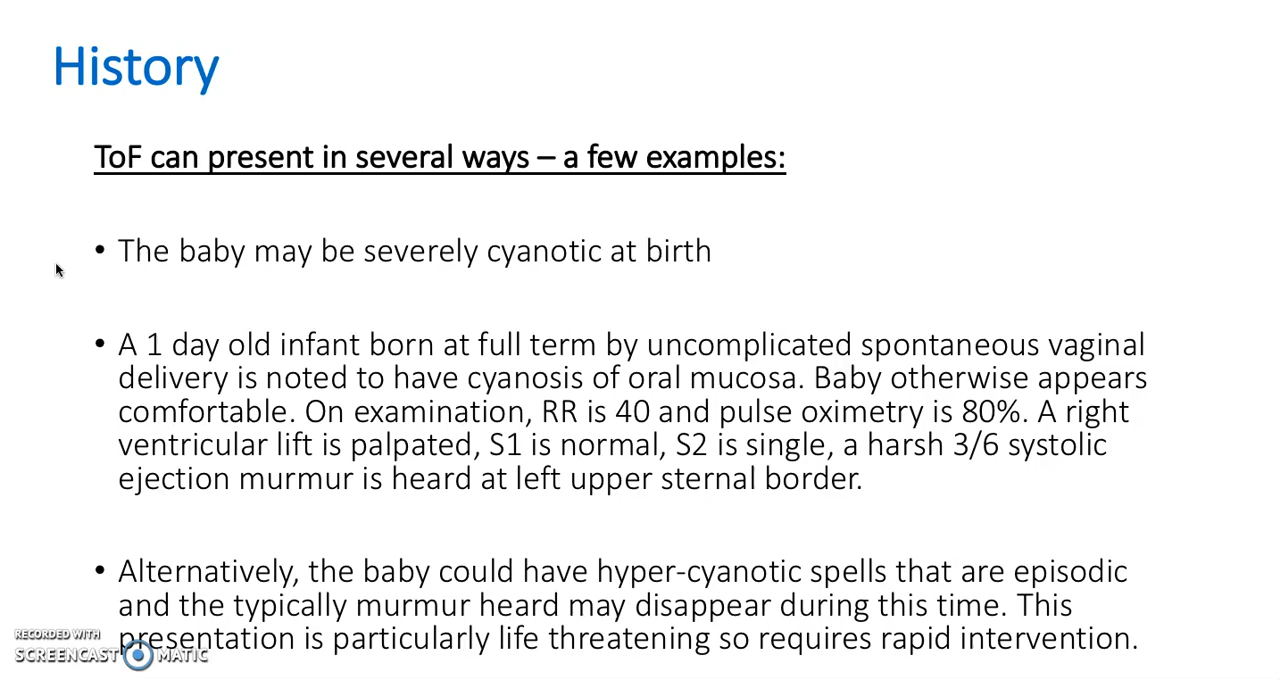 History
ToF can present in several ways – a few examples:
• The baby may be severely cyanotic at birth
• A 1 day old infant born at full term by uncomplicated spontaneous vaginal
delivery is noted to have cyanosis of oral mucosa. Baby otherwise appears
comfortable. On examination, RR is 40 and pulse oximetry is 80%. A right
ventricular lift is palpated, S1 is normal, S2 is single, a harsh 3/6 systolic
ejection murmur is heard at left upper sternal border.
• Alternatively, the baby could have hyper-cyanotic spells that are episodic
and the typically murmur heard may disappear during this time. This
presentation is particularly life threatening so requires rapid intervention.
RECORDED WITH
SCREENCAST MATIC